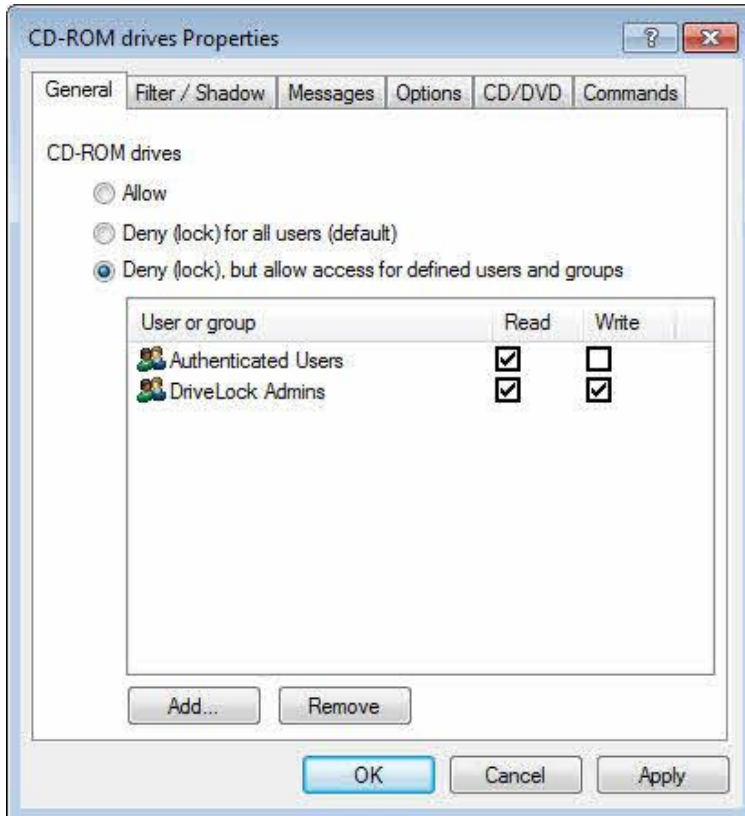 CD-ROM drives Properties
General Filter / Shadow Messages Options CD/DVD Commands
CD-ROM drives
Allow
Deny (lock) for all users (default)
Deny (lock), but allow access for defined users and groups
User or group Read Write
Authenticated Users
DriveLock Admins
Add... Remove
OK Cancel Apply